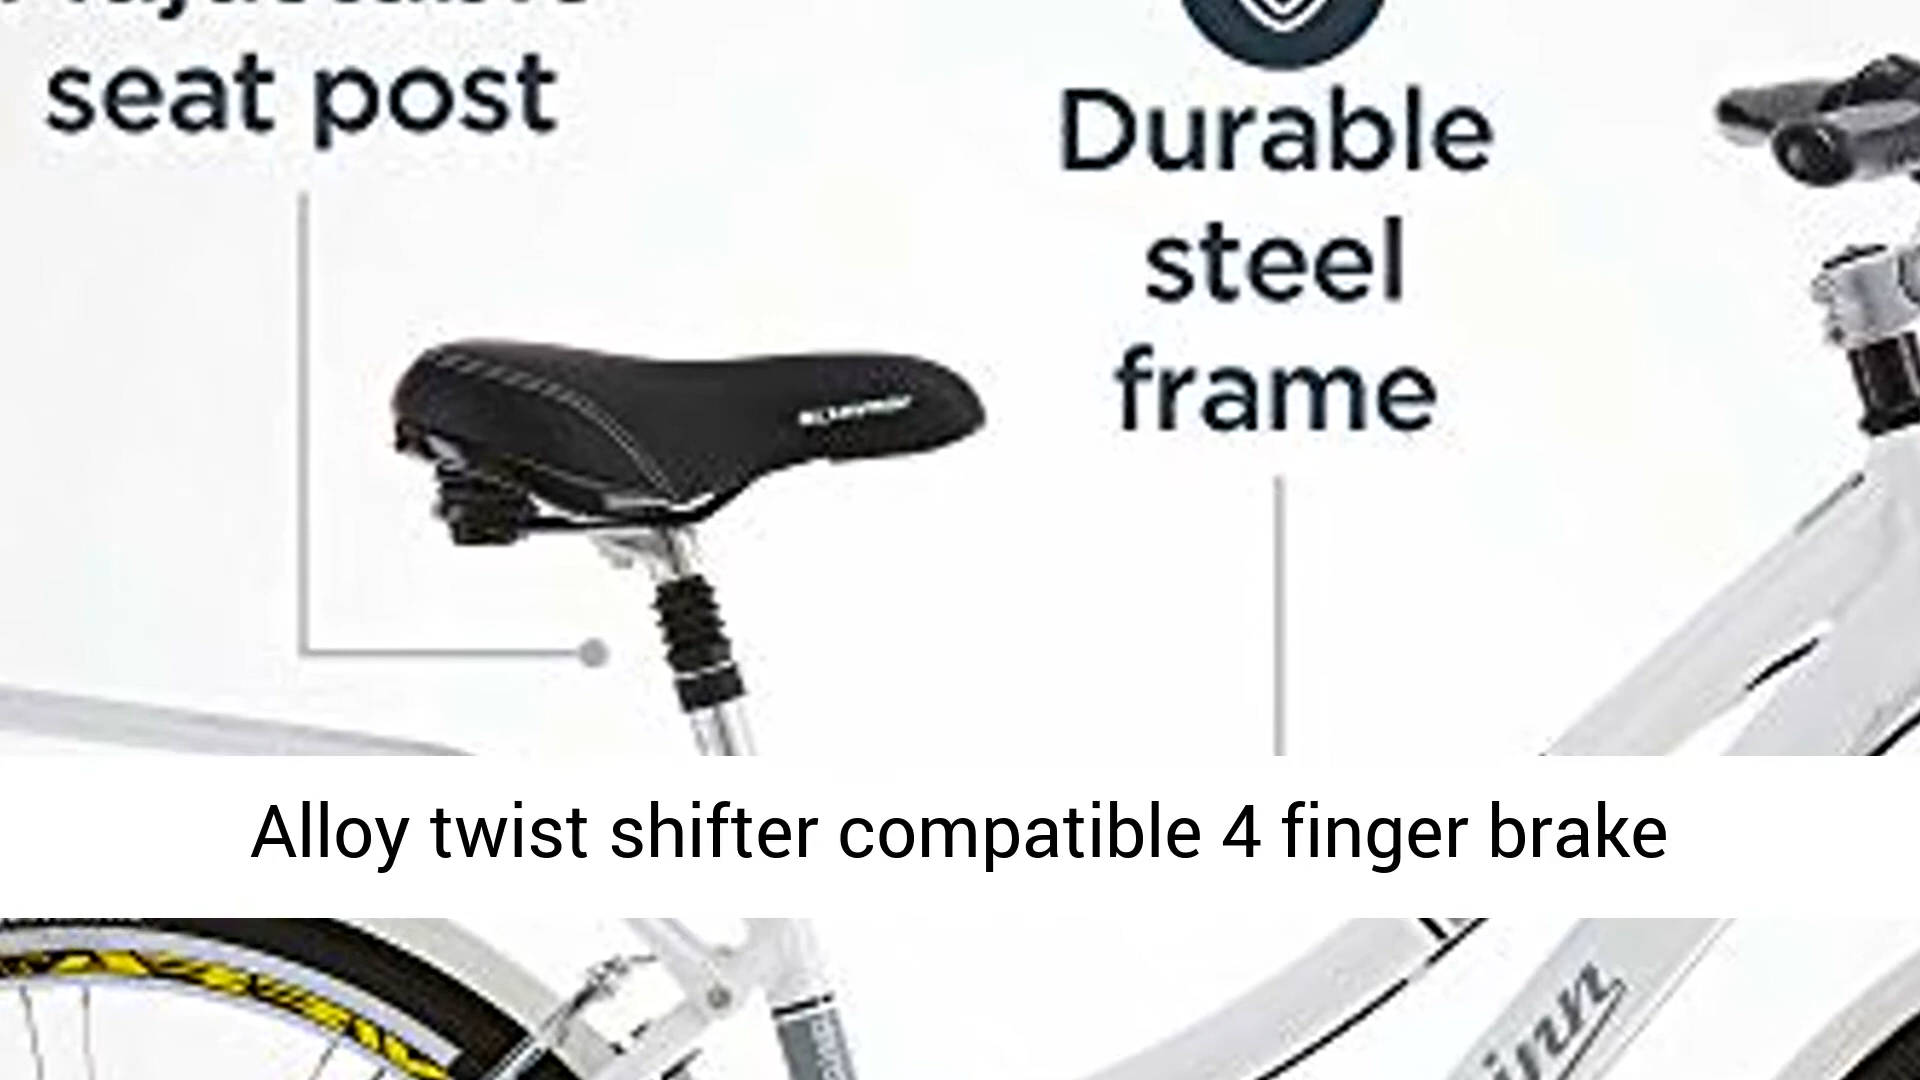 seat post
Durable
steel
frame
Alloy twist shifter compatible 4 finger brake